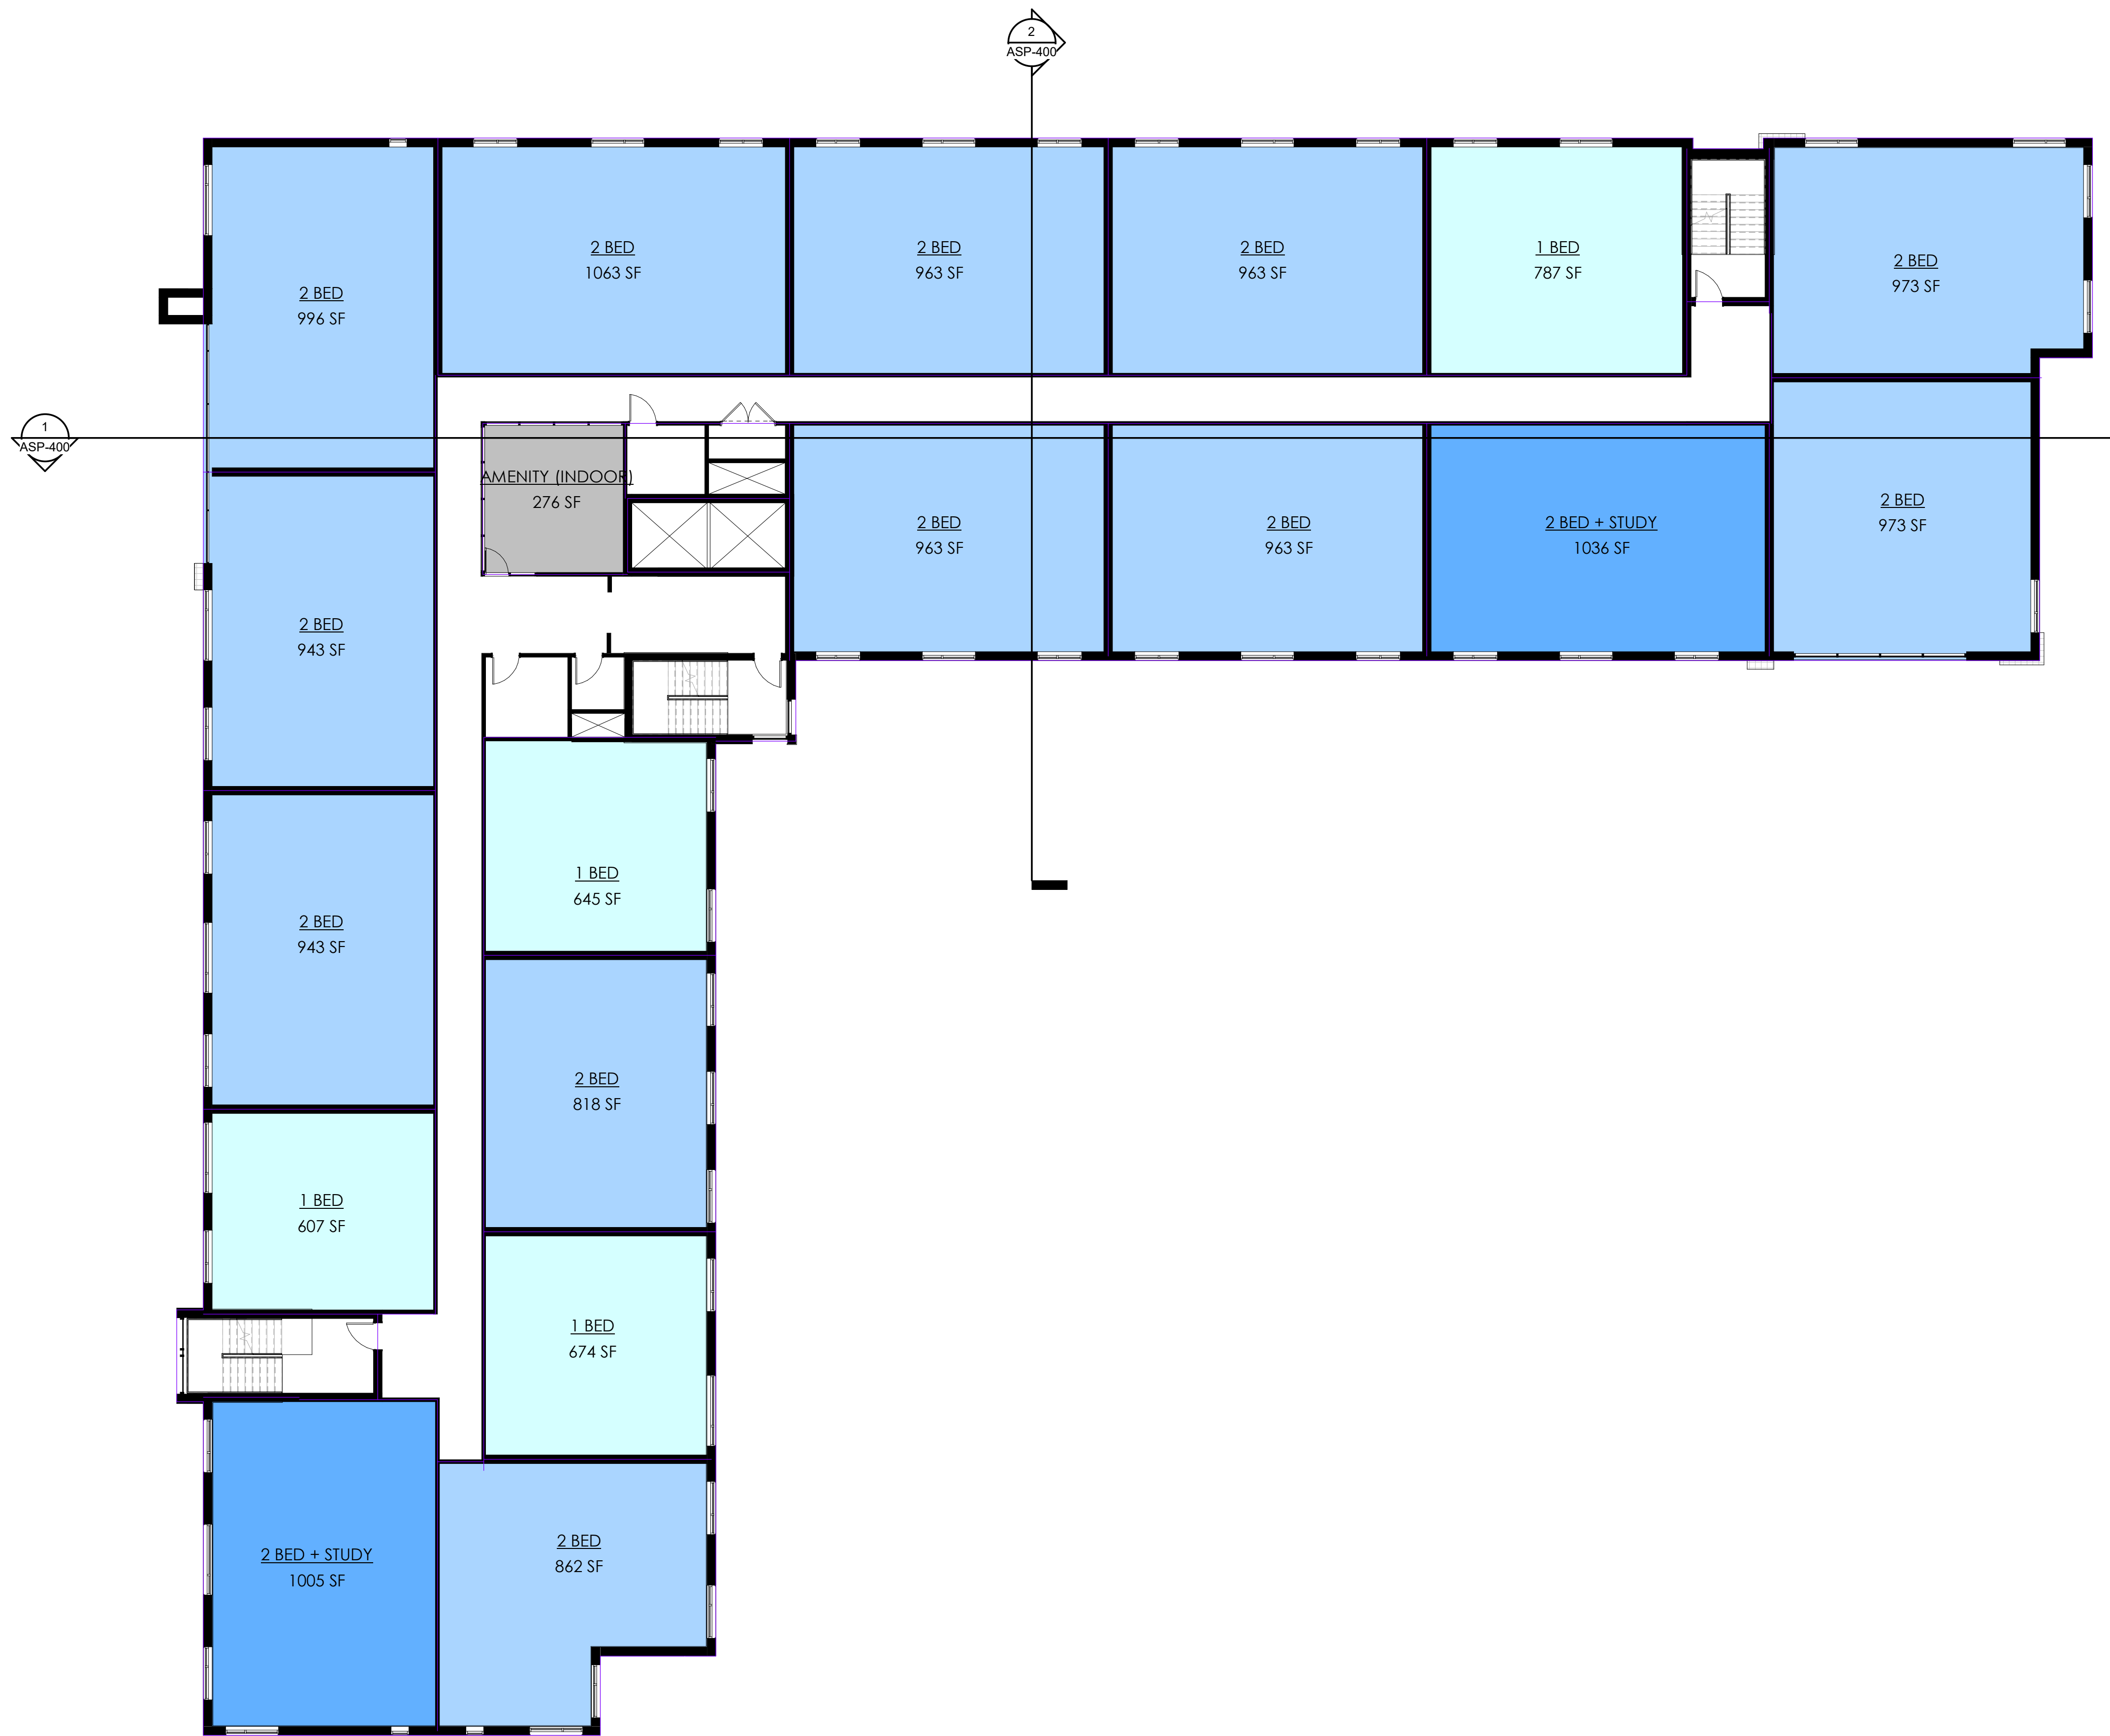 2
ASP-400
2 BED
1063 SF
2 BED
963 SF
2 BED
963 SF
1 BED
787 SF
2 BED
973 SF
2 BED
996 SF
1
ASP-400
AMENITY (INDOOR)
276 SF
2 BED
963 SF
2 BED
963 SF
2 BED + STUDY
1036 SF
2 BED
973 SF
2 BED
943 SF
1 BED
645 SF
2 BED
943 SF
2 BED
818 SF
1 BED
607 SF
1 BED
674 SF
2 BED + STUDY
1005 SF
2 BED
862 SF